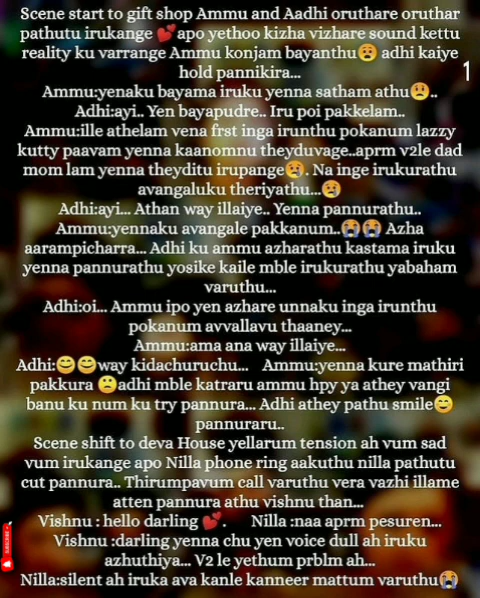 Scene start to gift shop Ammu and Aadhi oruthare oruthar
pathutu irukange 💕apo yethoo kizha vizhare sound kettu
reality ku varrange Ammu konjam bayanthu😧 adhi kaiye
hold pannikira...
1
Ammu:yenaku bayama iruku yenna satham athu😟..
Adhi:ayi.. Yen bayapudre.. Iru poi pakkelam..
Ammu:ille athelam vena frst inga irunthu pokanum lazzy
kutty paavam yenna kaanomnu theyduvage..aprm v2le dad
mom lam yenna theyditu irupange😢. Na inge irukurathu
avangaluku theriyathu...😢
Adhi:ayi... Athan way illaiye.. Yenna pannurathu..
Ammu:yennaku avangale pakkanum..😭😭 Azha
aarampicharra... Adhi ku ammu azharathu kastama iruku
yenna pannurathu yosike kaile mble irukurathu yabaham
varuthu...
Adhi:oi... Ammu ipo yen azhare unnaku inga irunthu
pokanum avvallavu thaaney...
Ammu:ama ana way illaiye...
Adhi:😊😊way kidachuruchu... Ammu:yenna kure mathiri
pakkura 🙁adhi mble katraru ammu hpy ya athey vangi
banu ku num ku try pannura... Adhi athey pathu smile😄
pannuraru..
Scene shift to deva House yellarum tension ah vum sad
vum irukange apo Nilla phone ring aakuthu nilla pathutu
cut pannura.. Thirumpavum call varuthu vera vazhi illame
atten pannura athu vishnu than...
Vishnu : hello darling 💕. Nilla :naa aprm pesuren...
Vishnu :darling yenna chu yen voice dull ah iruku
azhuthiya... V2 le yethum prblm ah...
Nilla:silent ah iruka ava kanle kanneer mattum varuthu😭
SUBSCRIBE